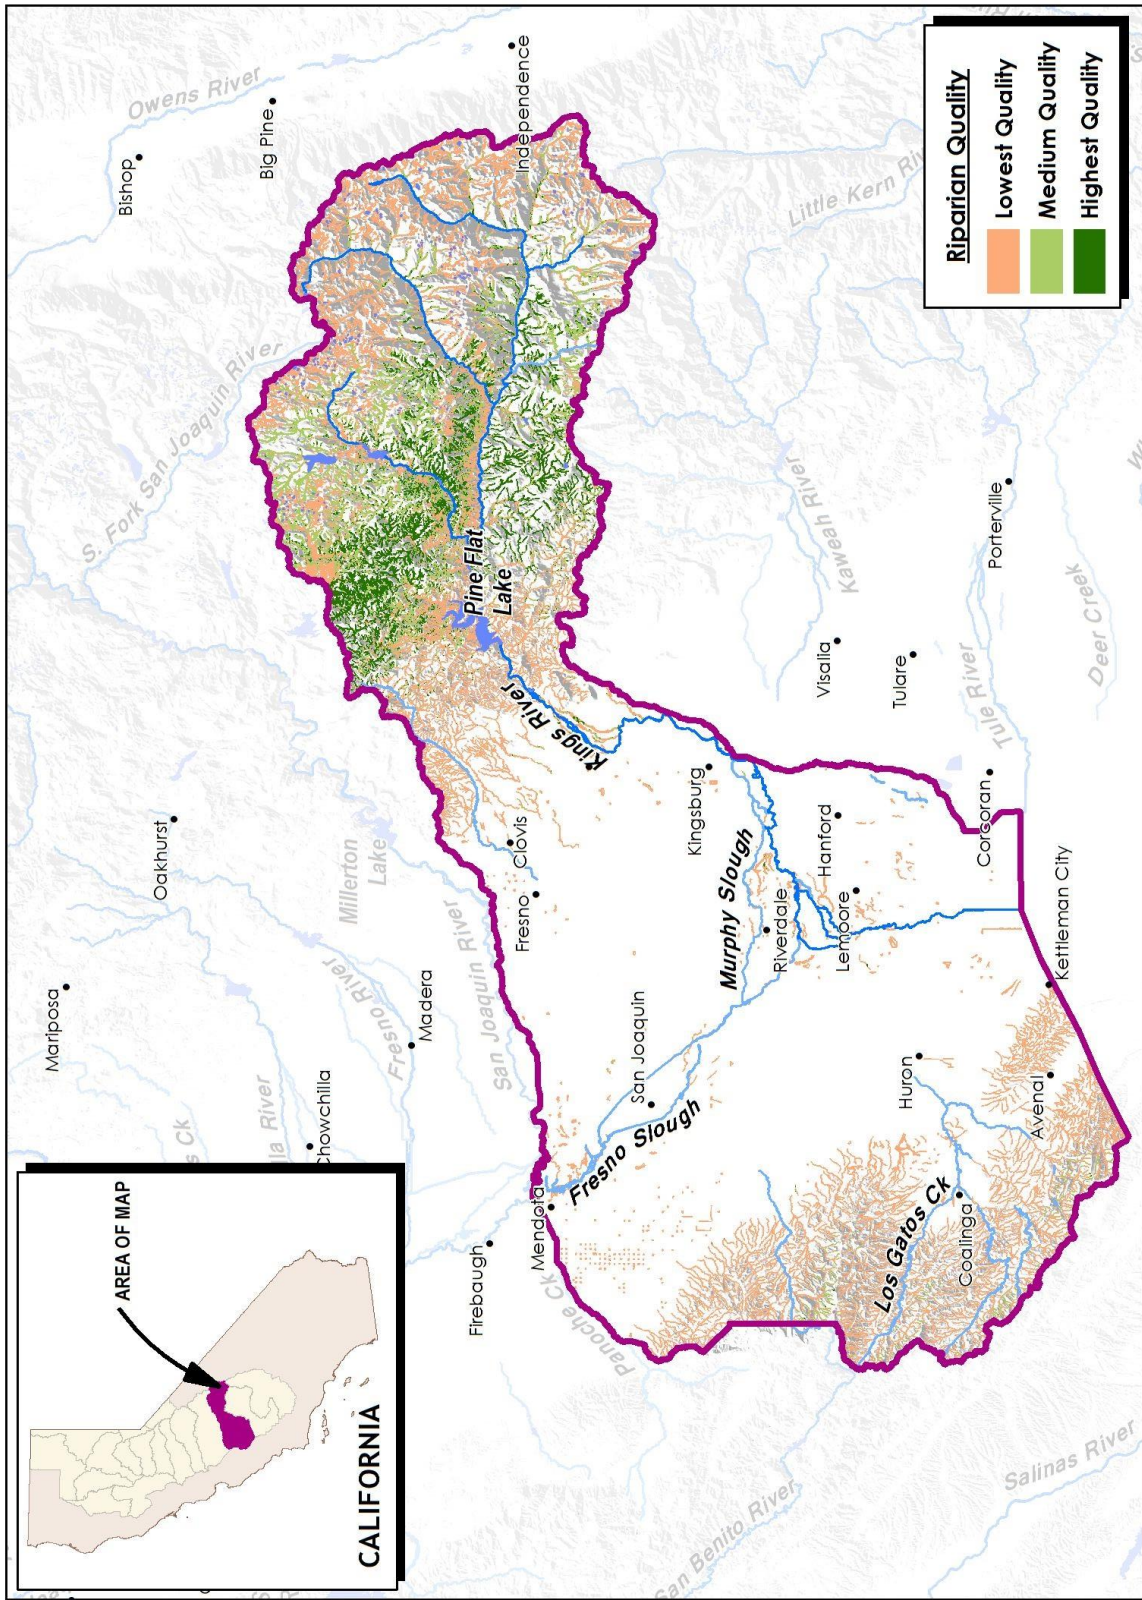 AREA OF MAP
CALIFORNIA
Mariposa
Oakhurst
Bishop
Owens River
Big Pine
Independence
s Ck
lla River
Chowchilla
Fresno River
Madera
Millerton
Lake
San Joaquin River
S. Fork San Joaquin River
Firebaugh
Mendota
Panoche Ck
Fresno Slough
San Joaquin
Fresno
Clovis
Pine Flat
Lake
Kings River
Kingsburg
Murphy Slough
Riverdale
Hanford
Lemoore
Visalia
Tulare
Kaweah River
Little Kern Riv
Porterville
Tule River
Deer Creek
Corcoran
Kettleman City
Huron
Avenal
Los Gatos Ck
Coalinga
San Benito River
Salinas River
Riparian Quality
Lowest Quality
Medium Quality
Highest Quality